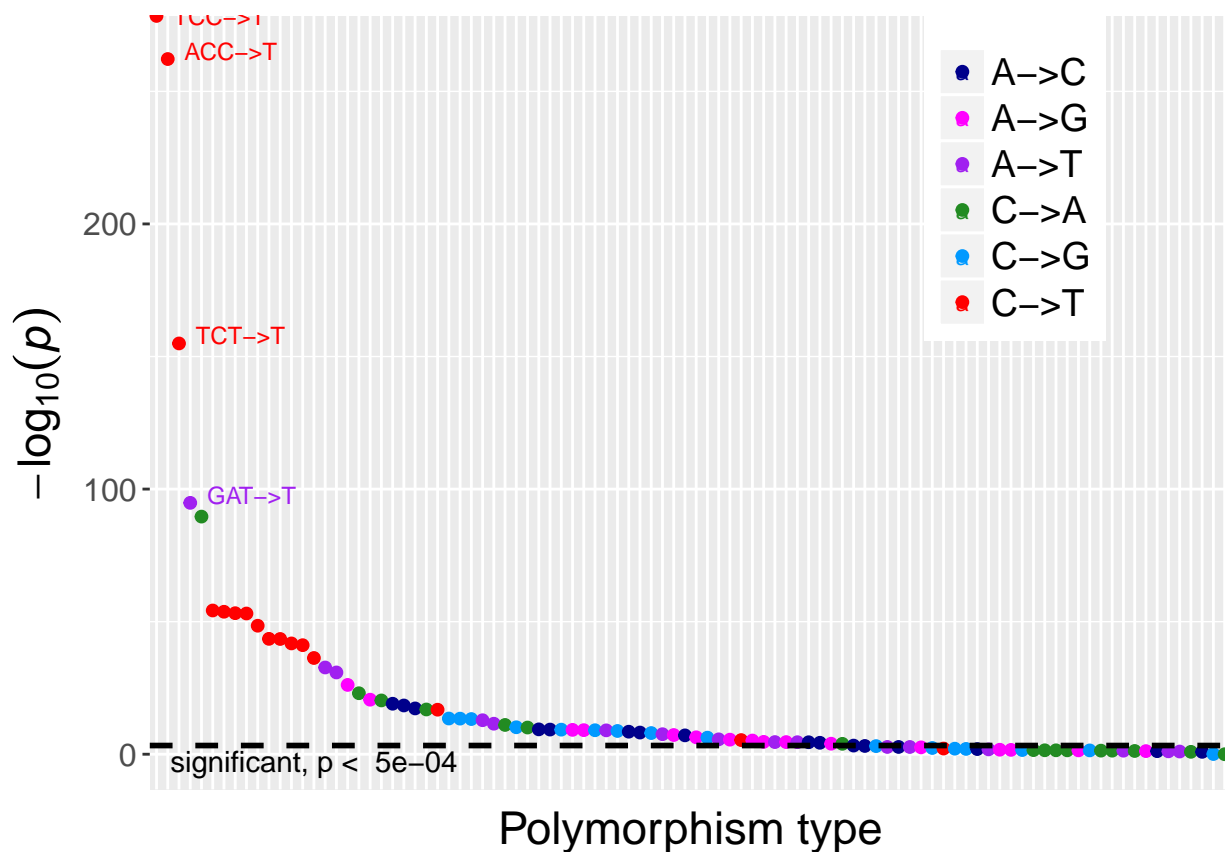 TCC->T
ACC->T
A->C
A->G
A->T
C->A
C->G
C->T
200
TCT->T
−log10(p)
GAT->T
100
0
significant, p < 5e−04
Polymorphism type